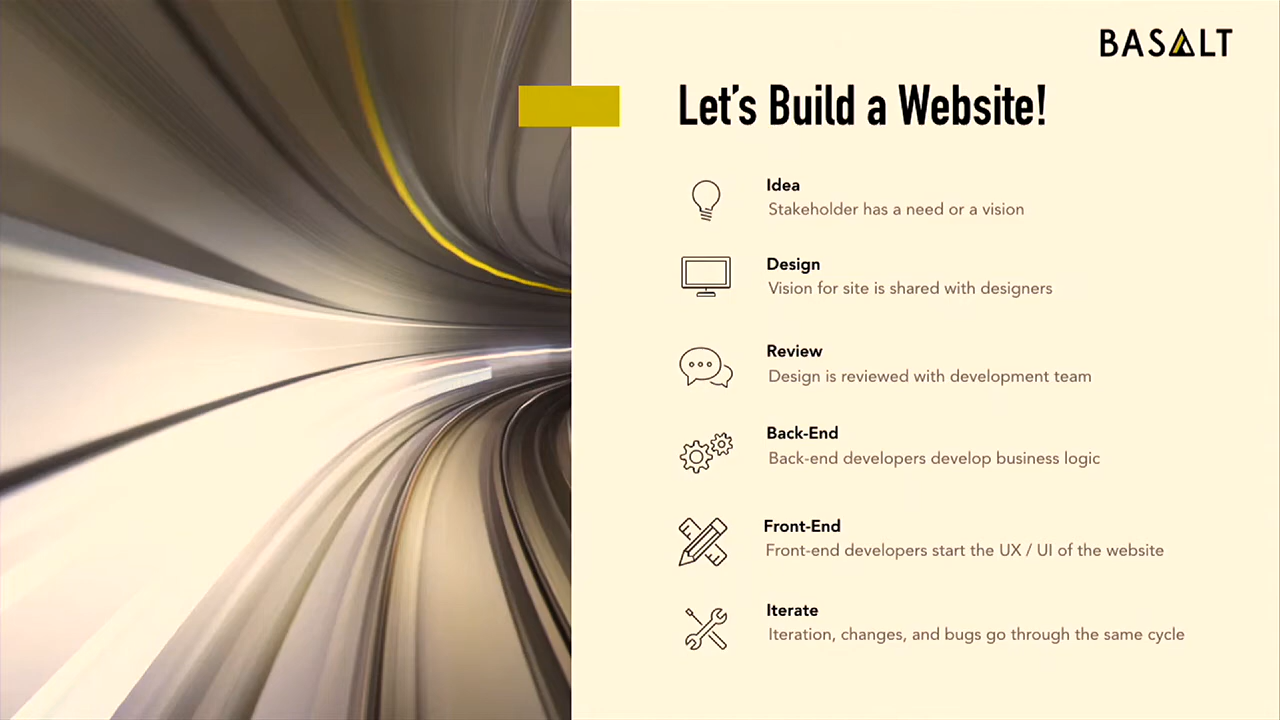 BASALT
Let's Build a Website!
Idea
Stakeholder has a need or a vision
Design
Vision for site is shared with designers
Review
Design is reviewed with development team
Back-End
Back-end developers develop business logic
Front-End
Front-end developers start the UX / UI of the website
Iterate
Iteration, changes, and bugs go through the same cycle